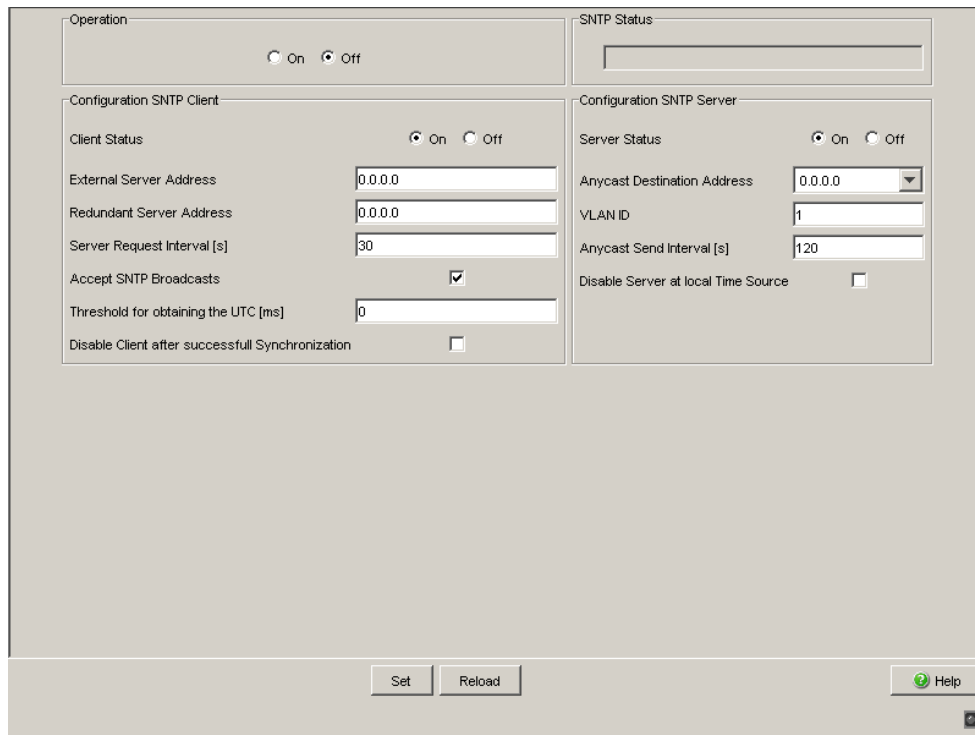 Operation
On Off
SNTP Status
Configuration SNTP Client
Client Status On Off
External Server Address 0.0.0.0
Redundant Server Address 0.0.0.0
Server Request Interval [s] 30
Accept SNTP Broadcasts
Threshold for obtaining the UTC [ms] 0
Disable Client after successfull Synchronization
Configuration SNTP Server
Server Status On Off
Anycast Destination Address 0.0.0.0
VLAN ID 1
Anycast Send Interval [s] 120
Disable Server at local Time Source
Set Reload Help